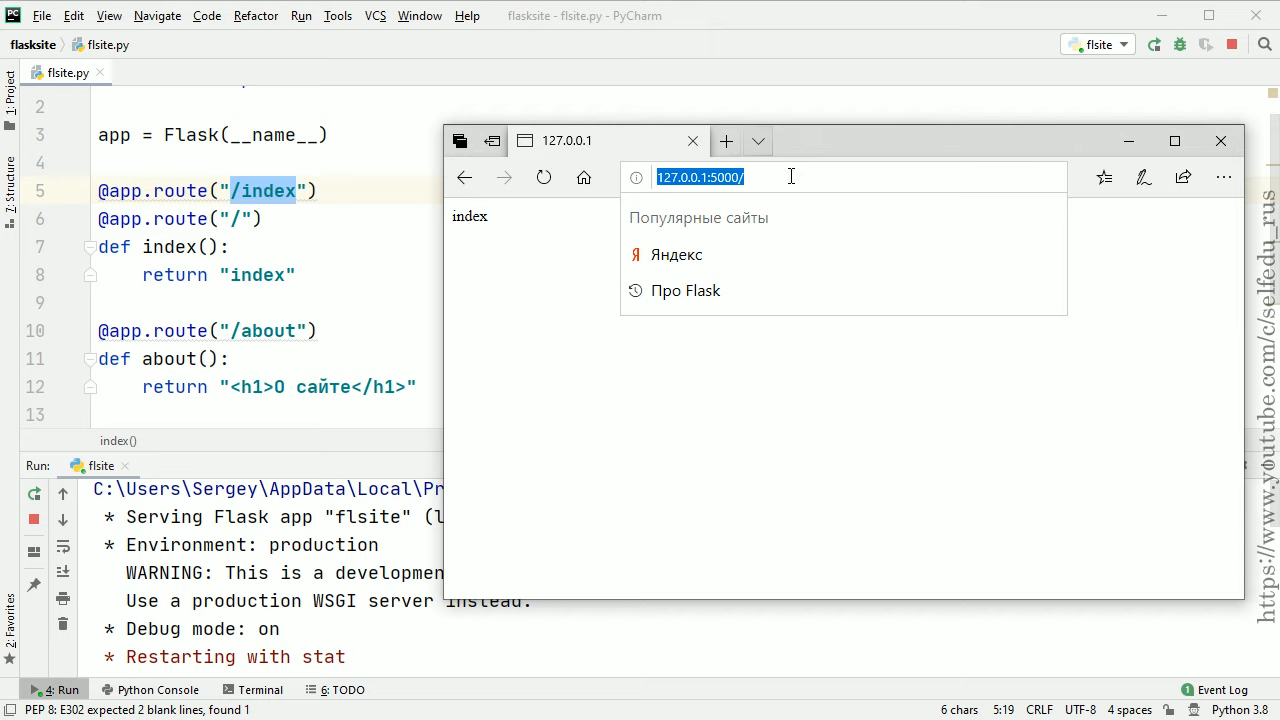 File Edit View Navigate Code Refactor Run Tools VCS Window Help flasksite - flsite.py - PyCharm
flasksite flsite.py flsite
flsite.py
1: Project
7: Structure
2: Favorites
2
3 app = Flask(__name__)
4
5 @app.route("/index")
6 @app.route("/")
7 def index():
8 return "index"
9
10 @app.route("/about")
11 def about():
12 return "<h1>О сайте</h1>"
13
index()
127.0.0.1
127.0.0.1:5000/
index
Популярные сайты
Я Яндекс
Про Flask
Run: flsite
C:\Users\Sergey\AppData\Local\Pr
* Serving Flask app "flsite" (l
* Environment: production
WARNING: This is a developmen
Use a production WSGI server instead.
* Debug mode: on
* Restarting with stat
4: Run Python Console Terminal 6: TODO 1 Event Log
PEP 8: E302 expected 2 blank lines, found 1 6 chars 5:19 CRLF UTF-8 4 spaces Python 3.8
https://www.youtube.com/c/selfedu_rus